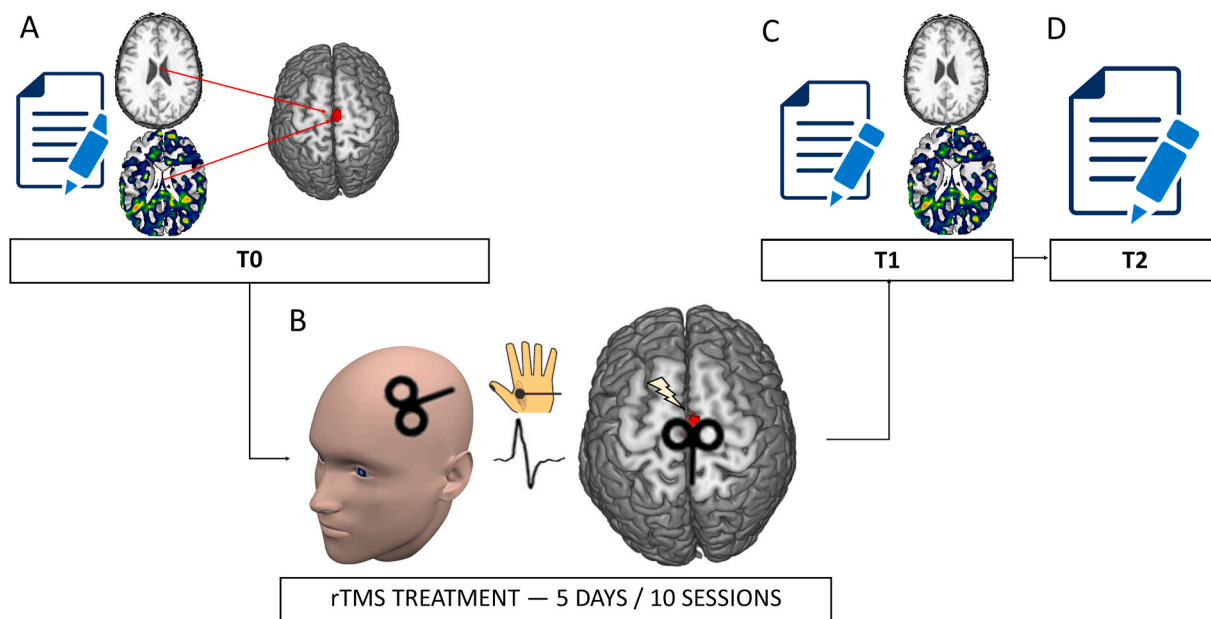 A
C
D
T0
T1
T2
B
rTMS TREATMENT — 5 DAYS / 10 SESSIONS